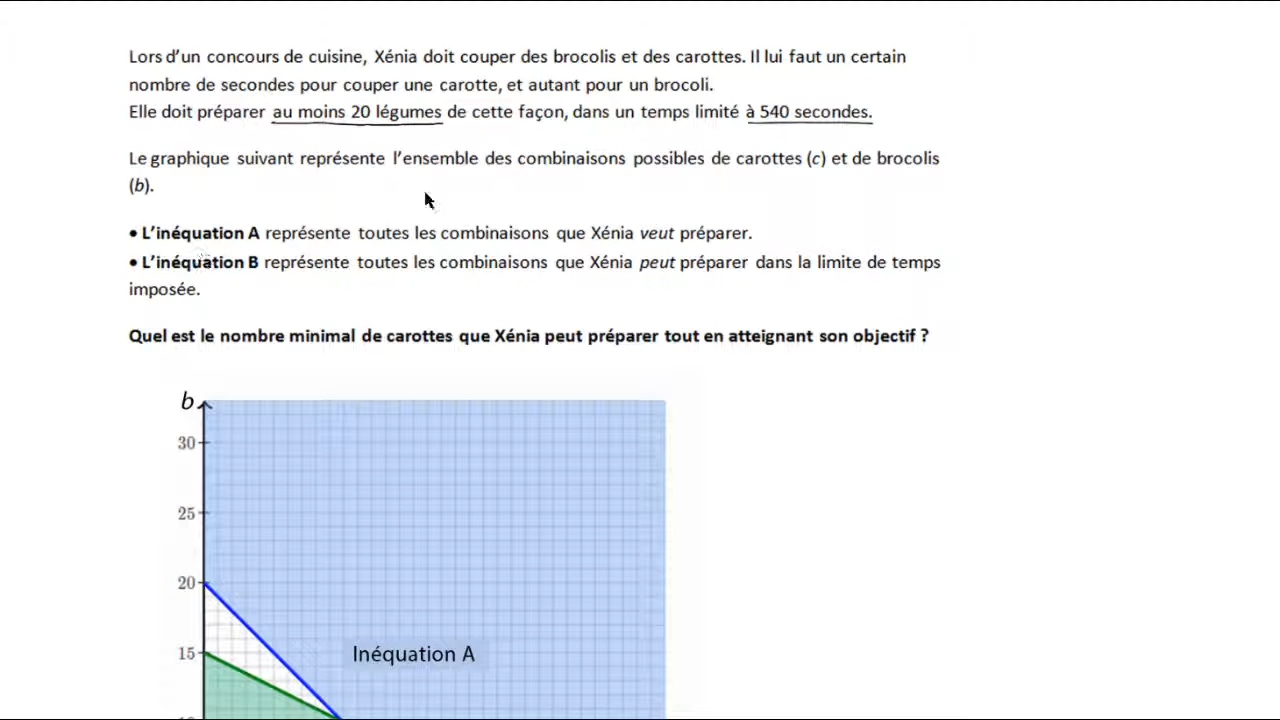 Lors d’un concours de cuisine, Xénia doit couper des brocolis et des carottes. Il lui faut un certain
nombre de secondes pour couper une carotte, et autant pour un brocoli.
Elle doit préparer au moins 20 légumes de cette façon, dans un temps limité à 540 secondes.
Le graphique suivant représente l’ensemble des combinaisons possibles de carottes (c) et de brocolis
(b).
• L’inéquation A représente toutes les combinaisons que Xénia veut préparer.
• L’inéquation B représente toutes les combinaisons que Xénia peut préparer dans la limite de temps
imposée.
Quel est le nombre minimal de carottes que Xénia peut préparer tout en atteignant son objectif ?
b
30
25
20
15
Inéquation A